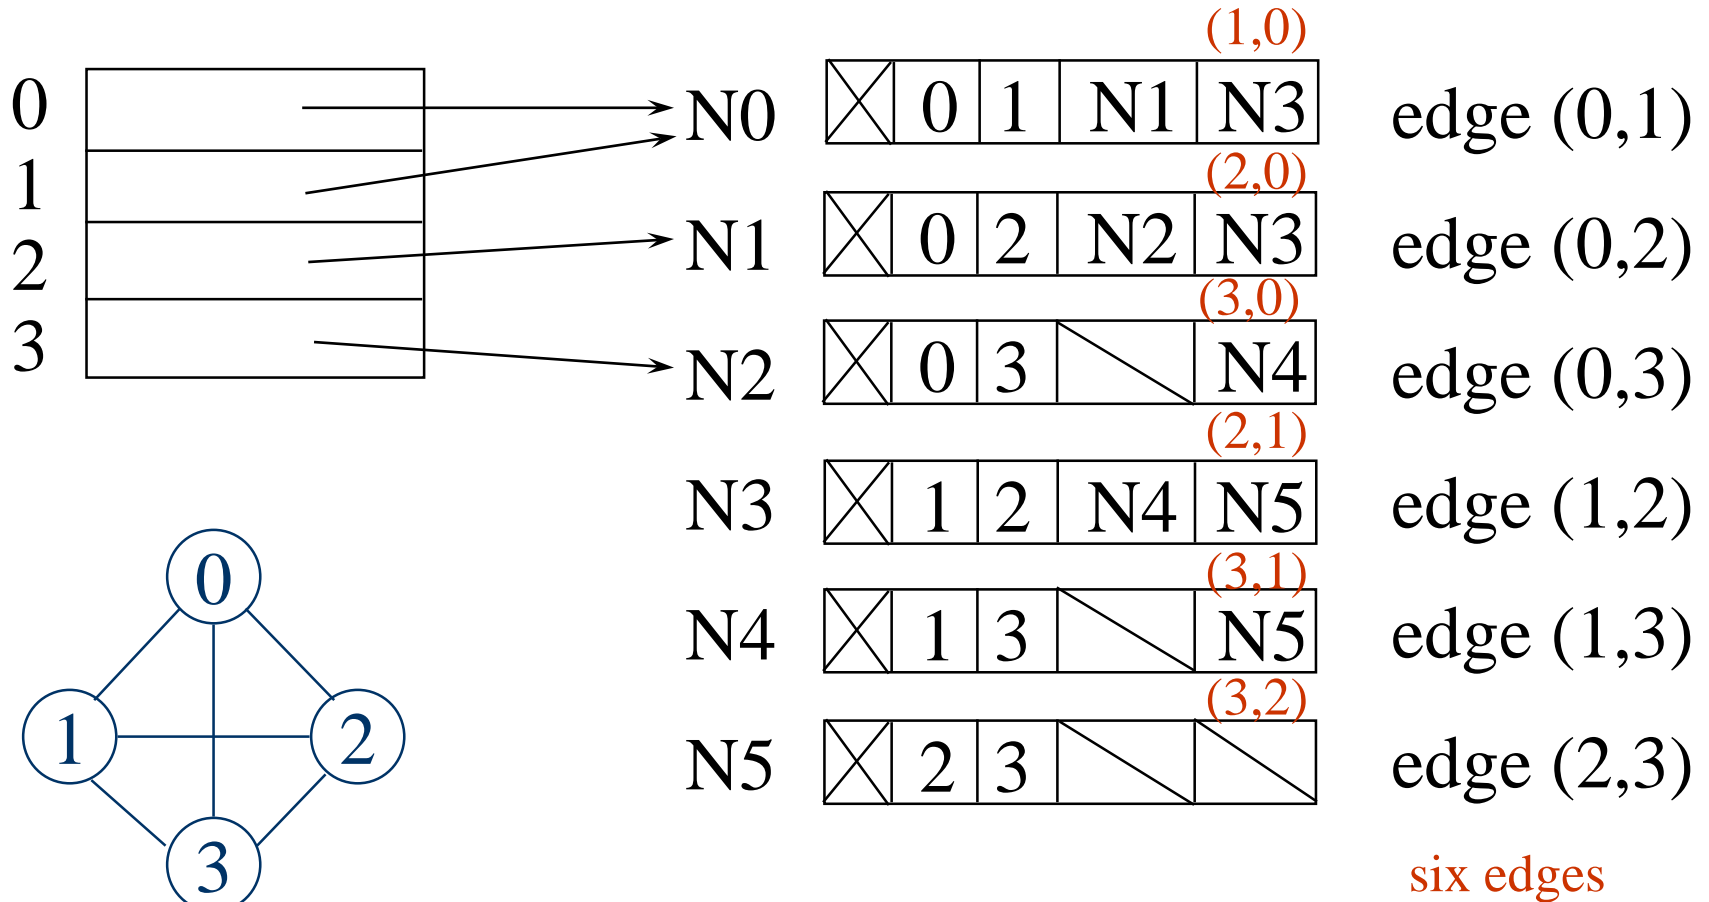 (1,0)
0 N0 0 1 N1 N3 edge (0,1)
(2,0)
1 N1 0 2 N2 N3 edge (0,2)
2
(3,0)
3 N2 0 3 N4 edge (0,3)
(2,1)
N3 1 2 N4 N5 edge (1,2)
(3,1)
0 N4 1 3 N5 edge (1,3)
(3,2)
1 2 N5 2 3 edge (2,3)
3 six edges